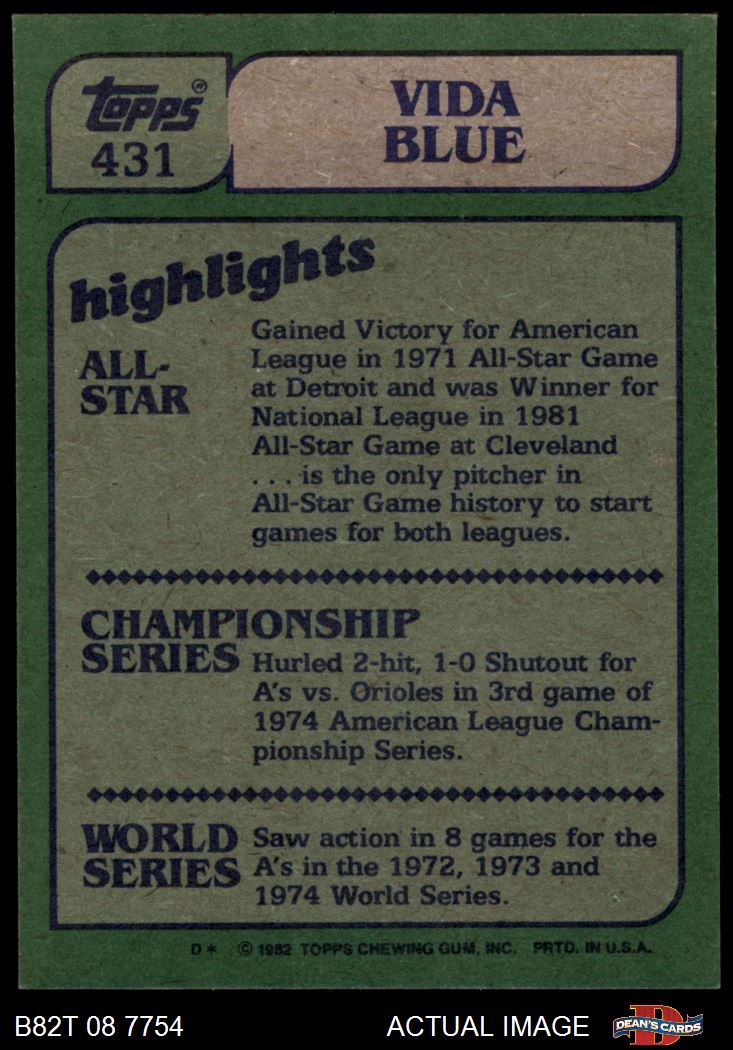 Topps®
431
VIDA
BLUE
highlights
ALL-
STAR
Gained Victory for American
League in 1971 All-Star Game
at Detroit and was Winner for
National League in 1981
All-Star Game at Cleveland
. . . is the only pitcher in
All-Star Game history to start
games for both leagues.
CHAMPIONSHIP
SERIES
Hurled 2-hit, 1-0 Shutout for
A's vs. Orioles in 3rd game of
1974 American League Cham-
pionship Series.
WORLD
SERIES
Saw action in 8 games for the
A's in the 1972, 1973 and
1974 World Series.
D* © 1982 TOPPS CHEWING GUM, INC. PRTD. IN U.S.A.
B82T 08 7754 ACTUAL IMAGE
D
DEAN'S CARDS